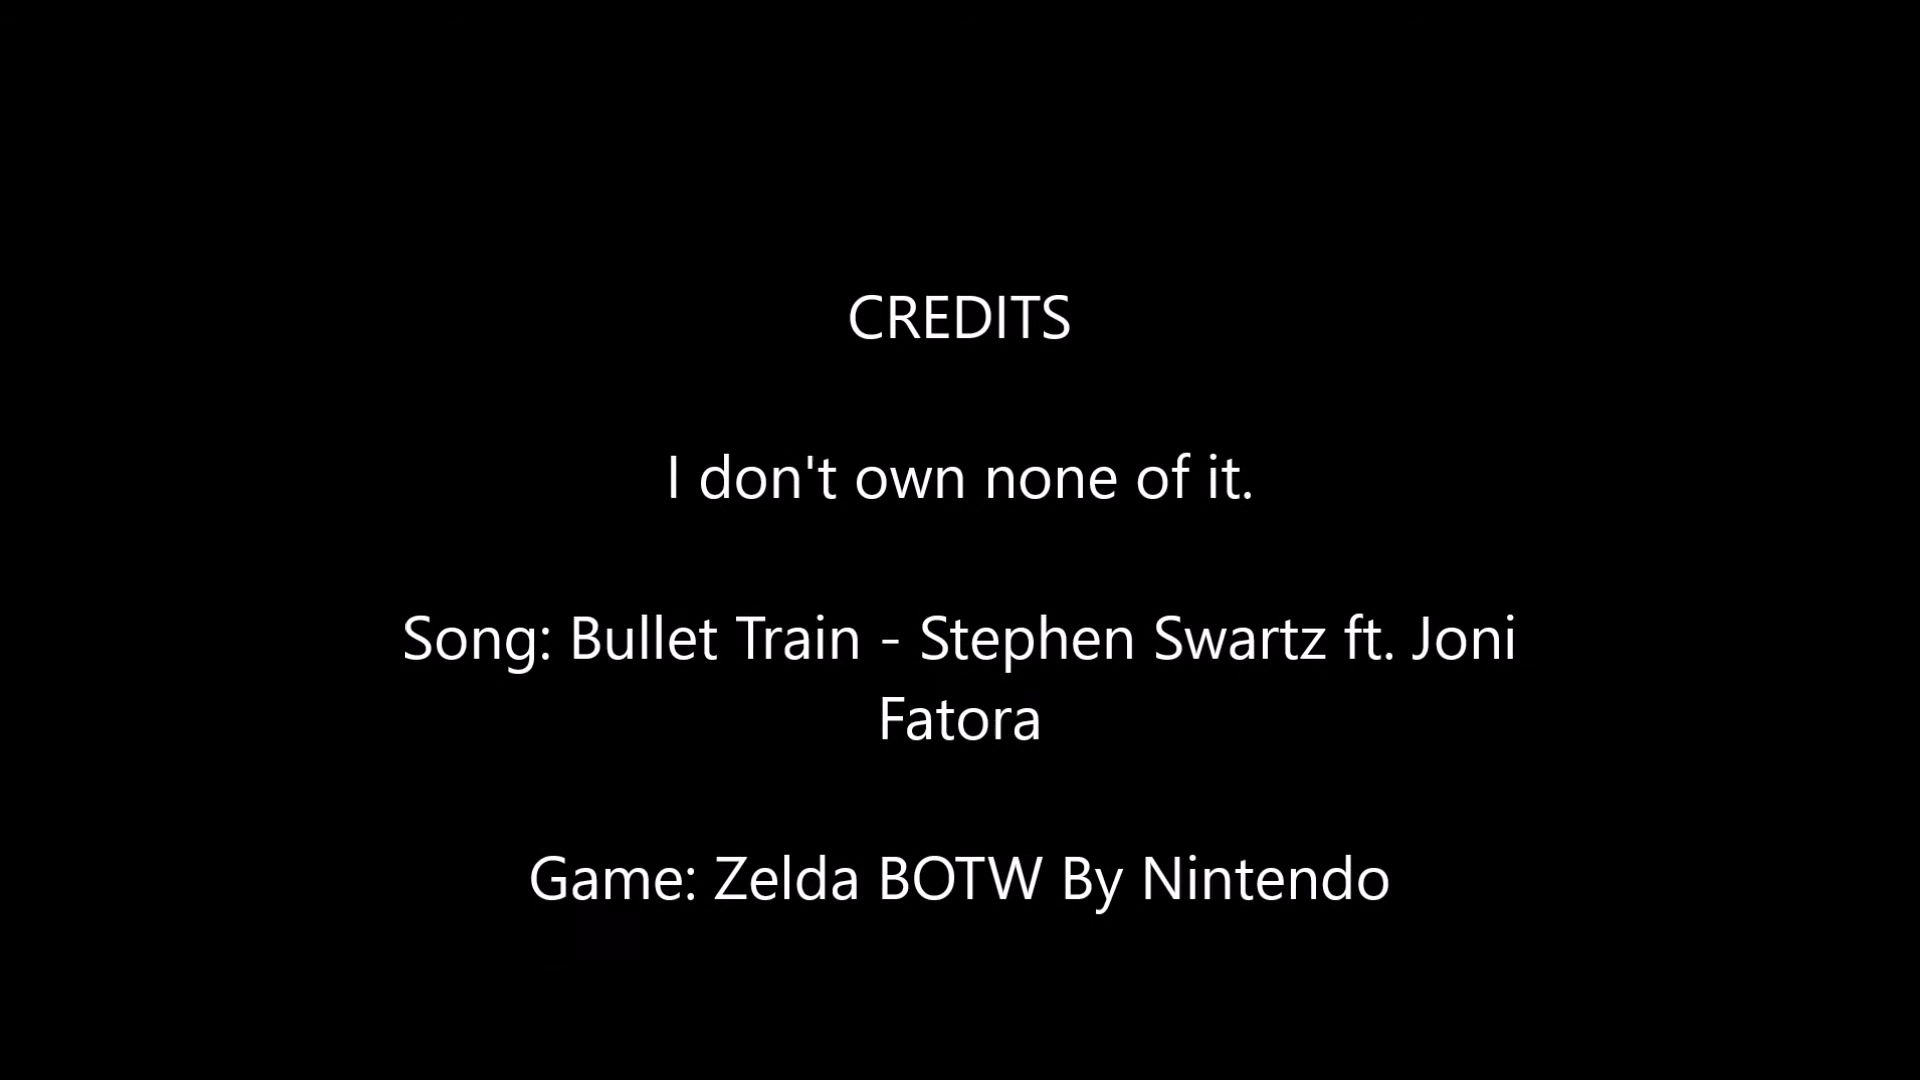 CREDITS
I don't own none of it.
Song: Bullet Train - Stephen Swartz ft. Joni
Fatora
Game: Zelda BOTW By Nintendo